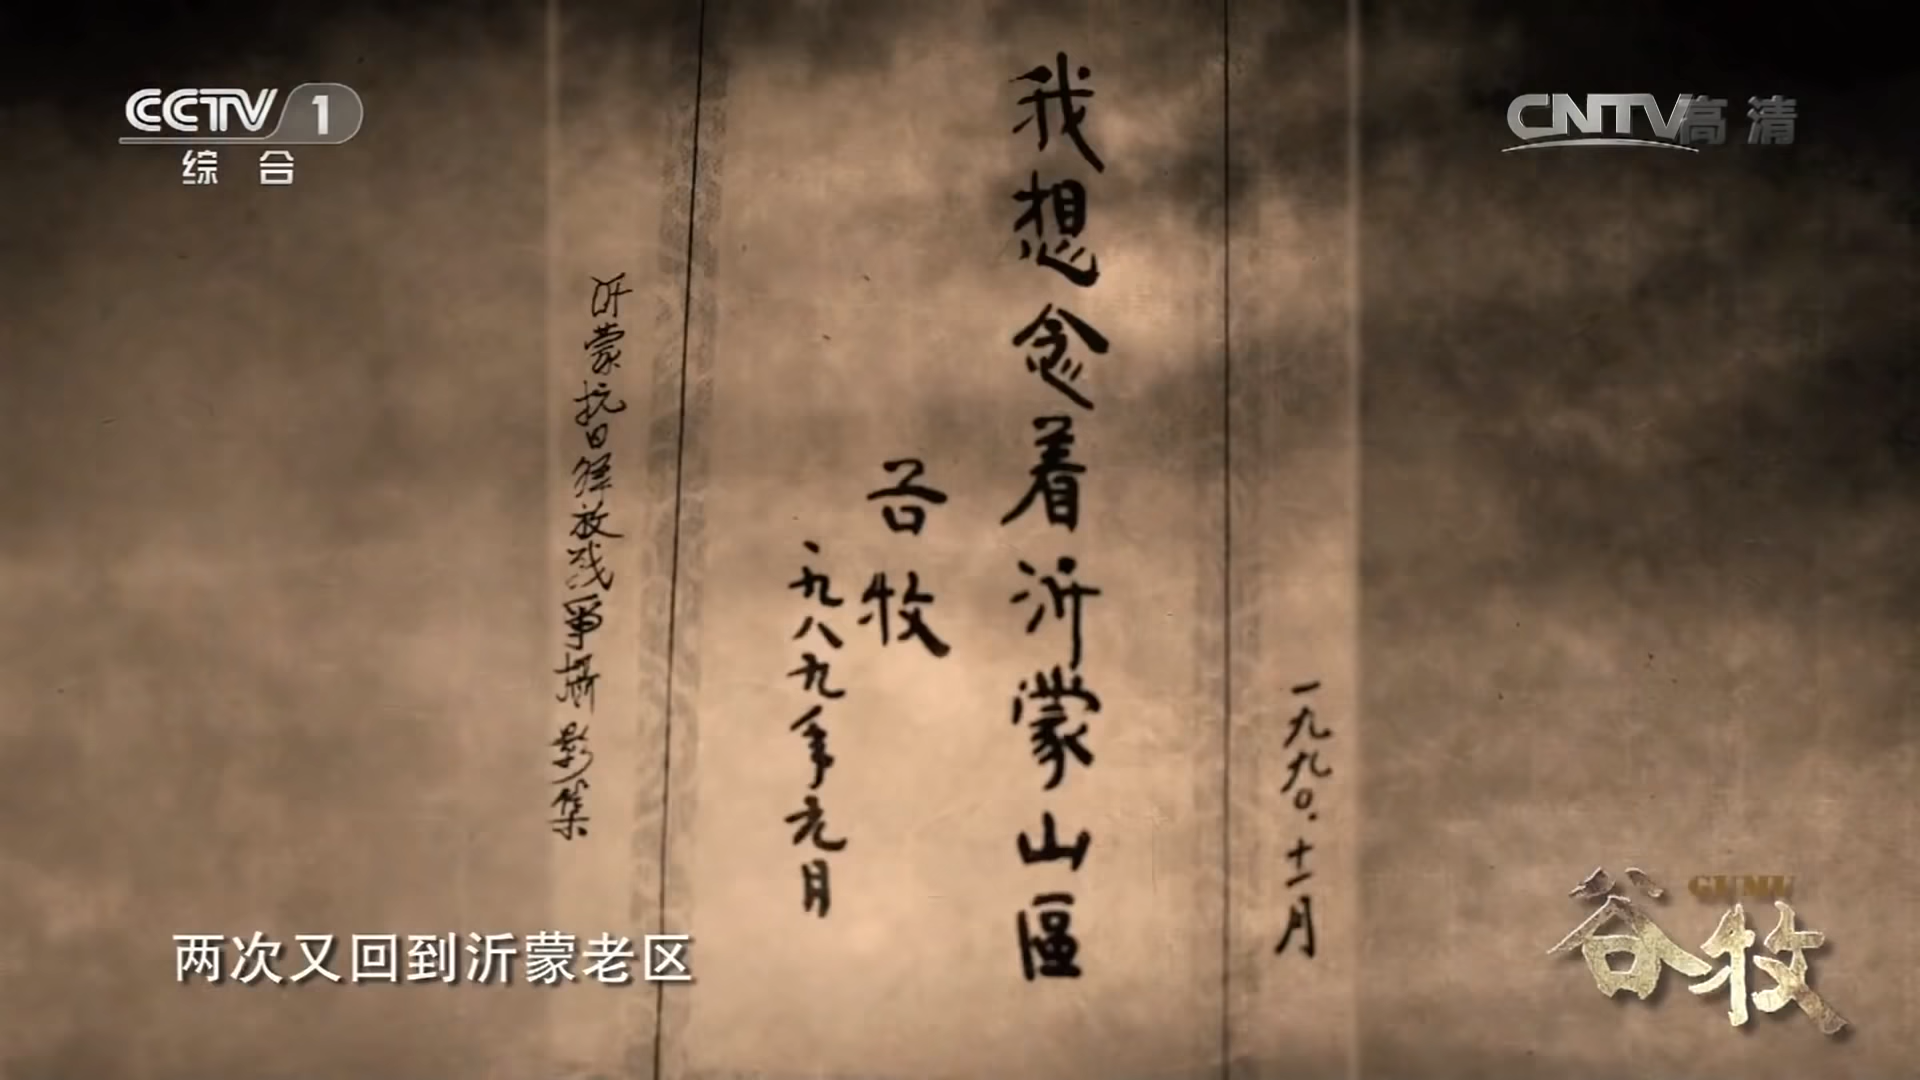 CCTV 1
综合
CNTV高清
一九九〇.十一月
我想念着沂蒙山區
谷牧
一九八九年元月
沂蒙抗日解放战争摄影集
两次又回到沂蒙老区
GUMU
谷牧